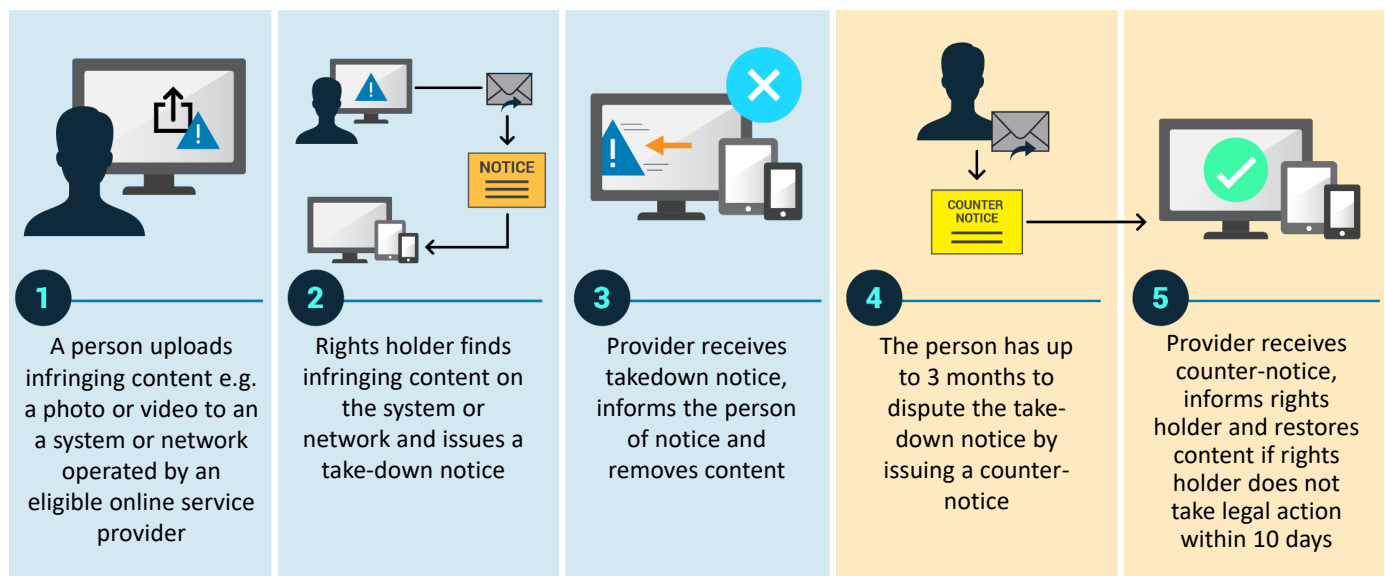 NOTICE
COUNTER
NOTICE
1
A person uploads
infringing content e.g.
a photo or video to an
a system or network
operated by an
eligible online service
provider
2
Rights holder finds
infringing content on
the system or
network and issues a
take-down notice
3
Provider receives
takedown notice,
informs the person
of notice and
removes content
4
The person has up
to 3 months to
dispute the take-
down notice by
issuing a counter-
notice
5
Provider receives
counter-notice,
informs rights
holder and restores
content if rights
holder does not
take legal action
within 10 days